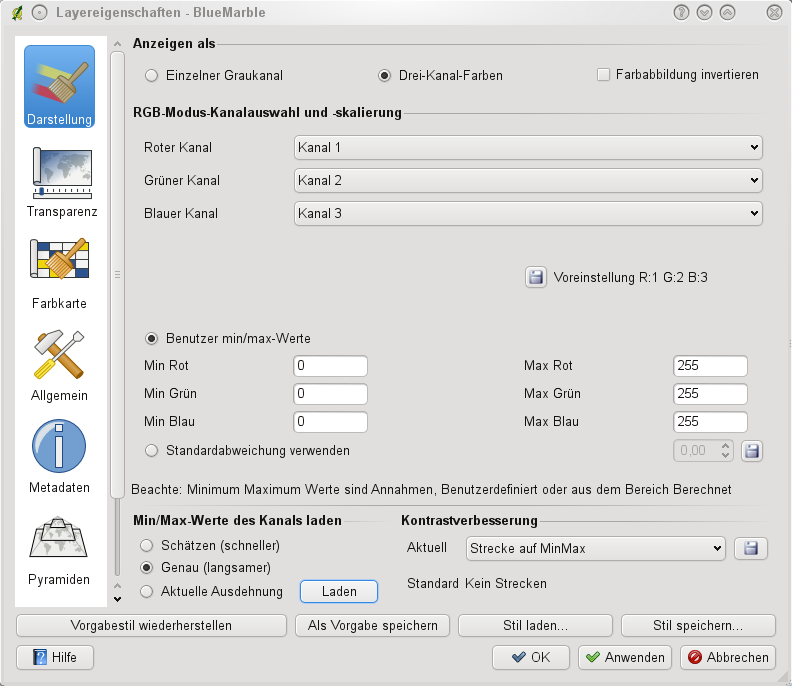 Layereigenschaften - BlueMarble
Darstellung
Transparenz
Farbkarte
Allgemein
Metadaten
Pyramiden
Anzeigen als
Einzelner Graukanal
Drei-Kanal-Farben
Farbabbildung invertieren
RGB-Modus-Kanalauswahl und -skalierung
Roter Kanal Kanal 1
Grüner Kanal Kanal 2
Blauer Kanal Kanal 3
Voreinstellung R:1 G:2 B:3
Benutzer min/max-Werte
Min Rot 0 Max Rot 255
Min Grün 0 Max Grün 255
Min Blau 0 Max Blau 255
Standardabweichung verwenden 0,00
Beachte: Minimum Maximum Werte sind Annahmen, Benutzerdefiniert oder aus dem Bereich Berechnet
Min/Max-Werte des Kanals laden
Schätzen (schneller)
Genau (langsamer)
Aktuelle Ausdehnung Laden
Kontrastverbesserung
Aktuell Strecke auf MinMax
Standard Kein Strecken
Vorgabestil wiederherstellen Als Vorgabe speichern Stil laden... Stil speichern...
Hilfe OK Anwenden Abbrechen